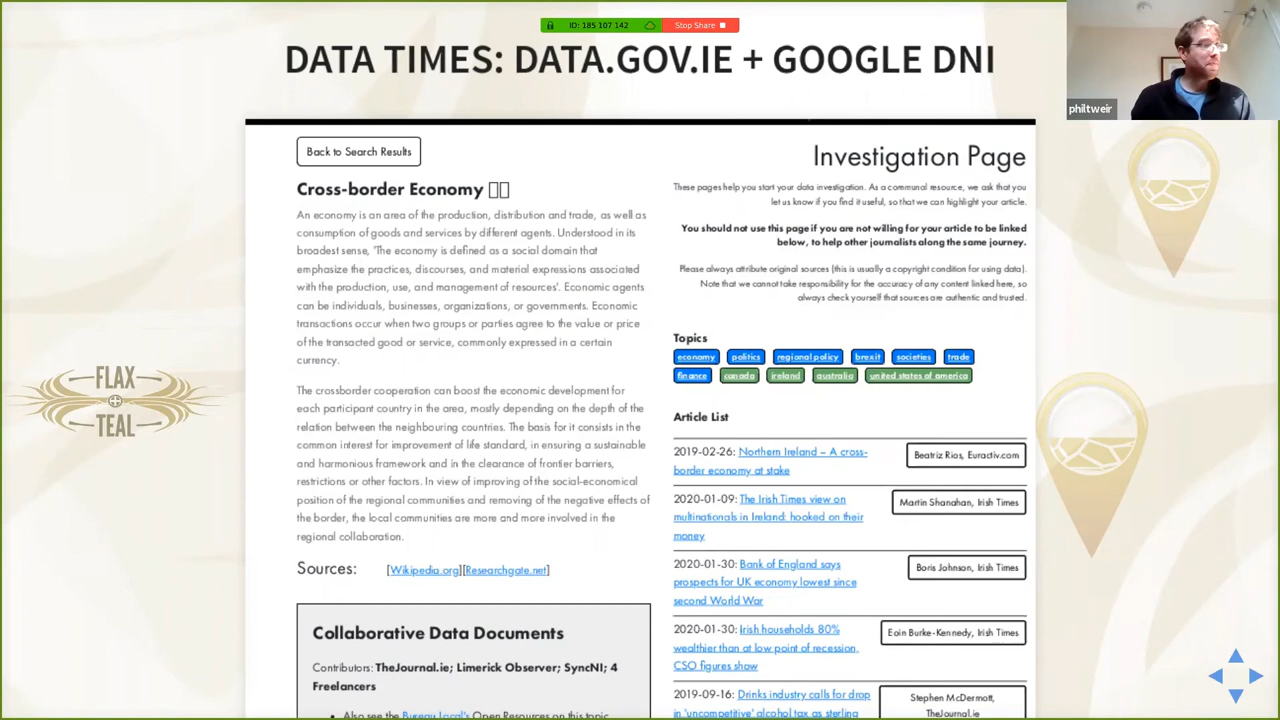 ID: 185 107 142
Stop Share
DATA TIMES: DATA.GOV.IE + GOOGLE DNI
philtweir
Back to Search Results
Cross-border Economy
An economy is an area of the production, distribution and trade, as well as
consumption of goods and services by different agents. Understood in its
broadest sense, 'The economy is defined as a social domain that
emphasize the practices, discourses, and material expressions associated
with the production, use, and management of resources'. Economic agents
can be individuals, businesses, organizations, or governments. Economic
transactions occur when two groups or parties agree to the value or price
of the transacted good or service, commonly expressed in a certain
currency.
The crossborder cooperation can boost the economic development for
each participant country in the area, mostly depending on the depth of the
relation between the neighbouring countries. The basis for it consists in the
common interest for improvement of life standard, in ensuring a sustainable
and harmonious framework and in the clearance of frontier barriers,
restrictions or other factors. In view of improving of the social-economical
position of the regional communities and removing of the negative effects of
the border, the local communities are more and more involved in the
regional collaboration.
Sources: [Wikipedia.org][Researchgate.net]
Collaborative Data Documents
Contributors: TheJournal.ie; Limerick Observer; SyncNI; 4
Freelancers
Also see the Bureau Local's Open Resources on this topic
Investigation Page
These pages help you start your data investigation. As a communal resource, we ask that you
let us know if you find it useful, so that we can highlight your article.
You should not use this page if you are not willing for your article to be linked
below, to help other journalists along the same journey.
Please always attribute original sources (this is usually a copyright condition for using data).
Note that we cannot take responsibility for the accuracy of any content linked here, so
always check yourself that sources are authentic and trusted.
Topics
economy politics regional policy brexit societies trade
finance canada ireland australia united states of america
Article List
2019-02-26: Northern Ireland – A cross-
border economy at stake
Beatriz Rios, Euractiv.com
2020-01-09: The Irish Times view on
multinationals in Ireland: hooked on their
money
Martin Shanahan, Irish Times
2020-01-30: Bank of England says
prospects for UK economy lowest since
second World War
Boris Johnson, Irish Times
2020-01-30: Irish households 80%
wealthier than at low point of recession,
CSO figures show
Eoin Burke-Kennedy, Irish Times
2019-09-16: Drinks industry calls for drop
in 'uncompetitive' alcohol tax as sterling
Stephen McDermott,
TheJournal.ie
FLAX
TEAL